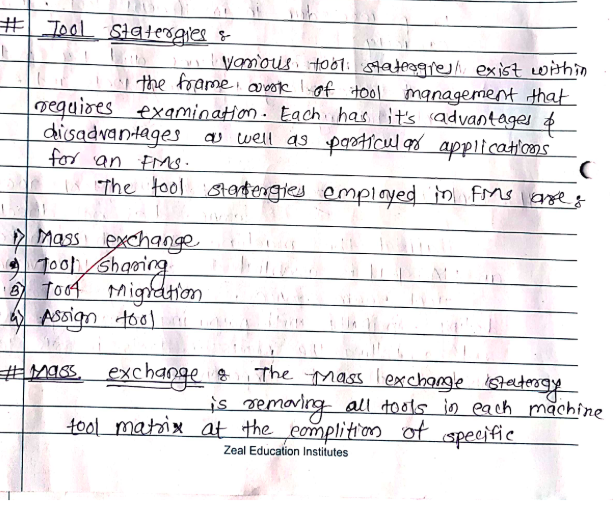 # Tool Statergies :
Various tool statergies exist within
the frame work of tool management that
requires examination. Each has it's advantages &
disadvantages as well as particular applications
for an FMS.
The tool statergies employed in FMS are :
1) Mass exchange
2) Tool sharing
3) Tool Migration
4) Assign tool
# Mass exchange : The Mass exchange statergy
is removing all tools in each machine
tool matrix at the complition of specific
Zeal Education Institutes